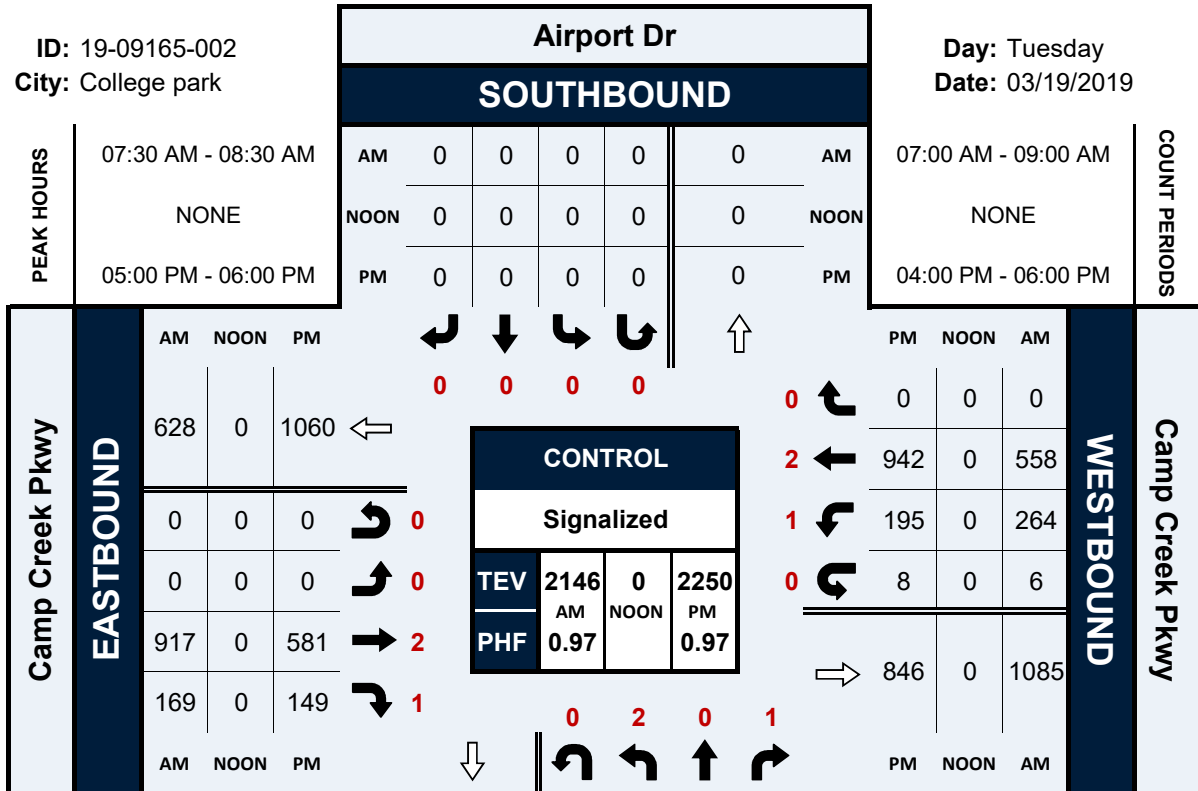 Airport Dr
ID: 19-09165-002
Day: Tuesday
City: College park
Date: 03/19/2019
SOUTHBOUND
PEAK HOURS
07:30 AM - 08:30 AM
AM 0 0 0 0 0 AM
07:00 AM - 09:00 AM
COUNT PERIODS
NONE
NOON 0 0 0 0 0 NOON
NONE
05:00 PM - 06:00 PM
PM 0 0 0 0 0 PM
04:00 PM - 06:00 PM
Camp Creek Pkwy
EASTBOUND
AM NOON PM
628 0 1060
0 0 0 0
0 0 0 0
917 0 581 2
169 0 149 1
AM NOON PM
0 0 0 0
CONTROL
Signalized
TEV 2146 0 2250
AM NOON PM
PHF 0.97 0.97
0 2 0 1
PM NOON AM
0 0 0 0
2 942 0 558
1 195 0 264
0 8 0 6
846 0 1085
PM NOON AM
WESTBOUND
Camp Creek Pkwy